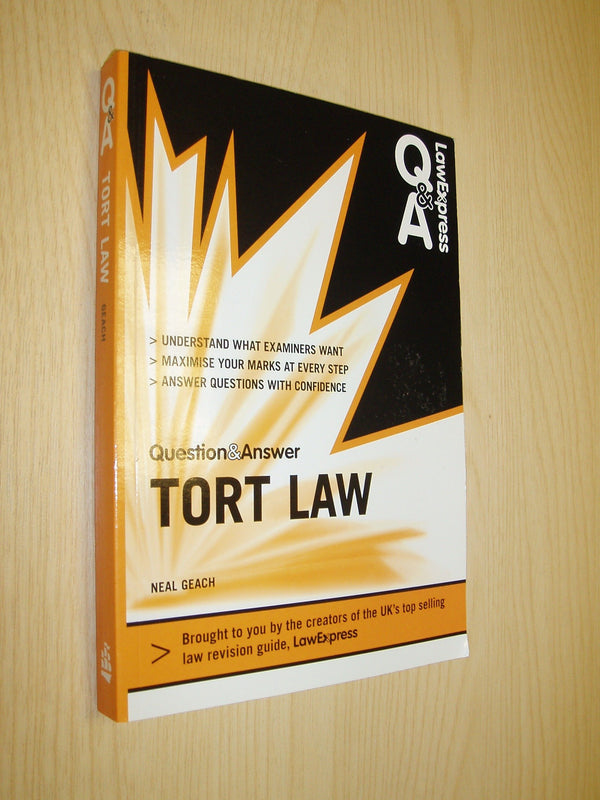 Q&A TORT LAW GEACH
LawExpress
Q&A
> UNDERSTAND WHAT EXAMINERS WANT
> MAXIMISE YOUR MARKS AT EVERY STEP
> ANSWER QUESTIONS WITH CONFIDENCE
Question&Answer
TORT LAW
NEAL GEACH
> Brought to you by the creators of the UK's top selling
law revision guide, LawExpress